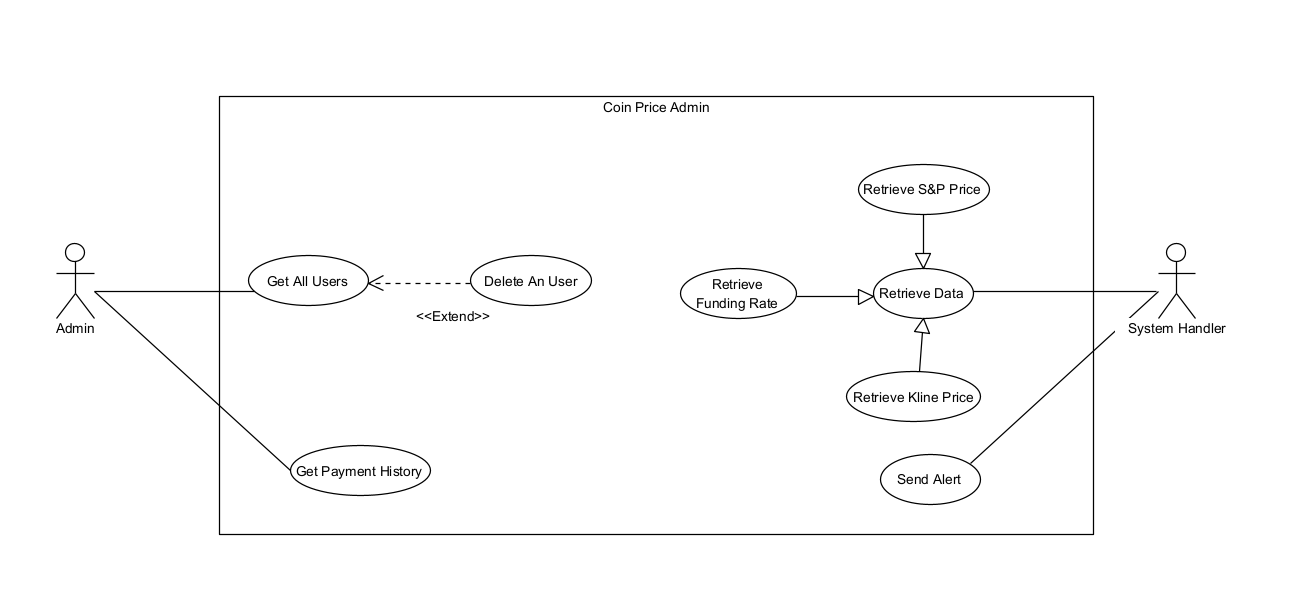 Coin Price Admin
Retrieve S&P Price
Get All Users
Delete An User
Retrieve
Funding Rate
Retrieve Data
<<Extend>>
Admin
System Handler
Retrieve Kline Price
Get Payment History
Send Alert